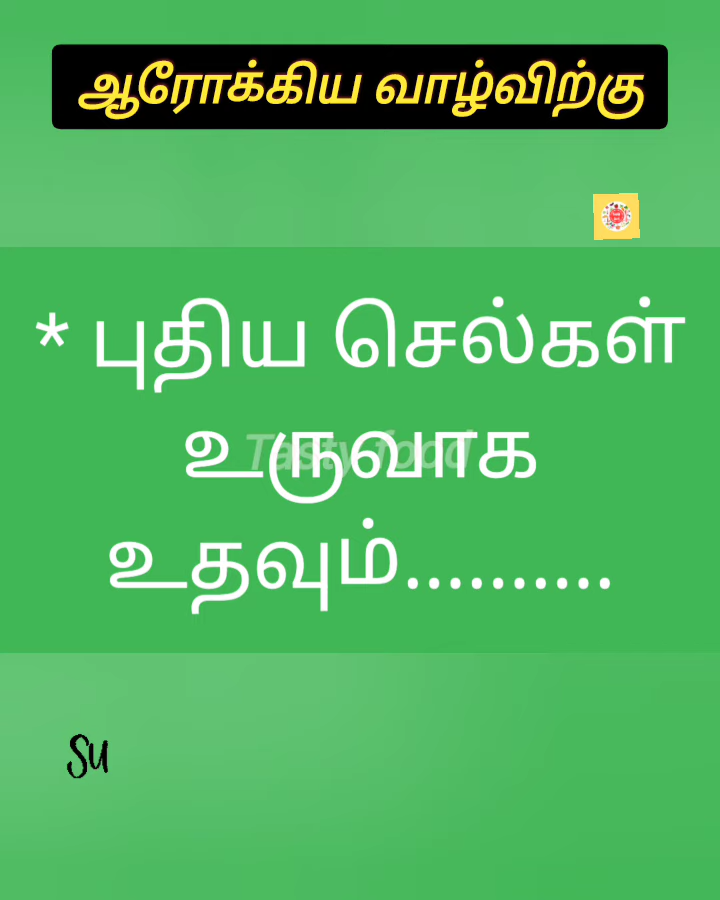 ஆரோக்கிய வாழ்விற்கு
* புதிய செல்கள்
உருவாக
Tasty food
உதவும்..........
Su